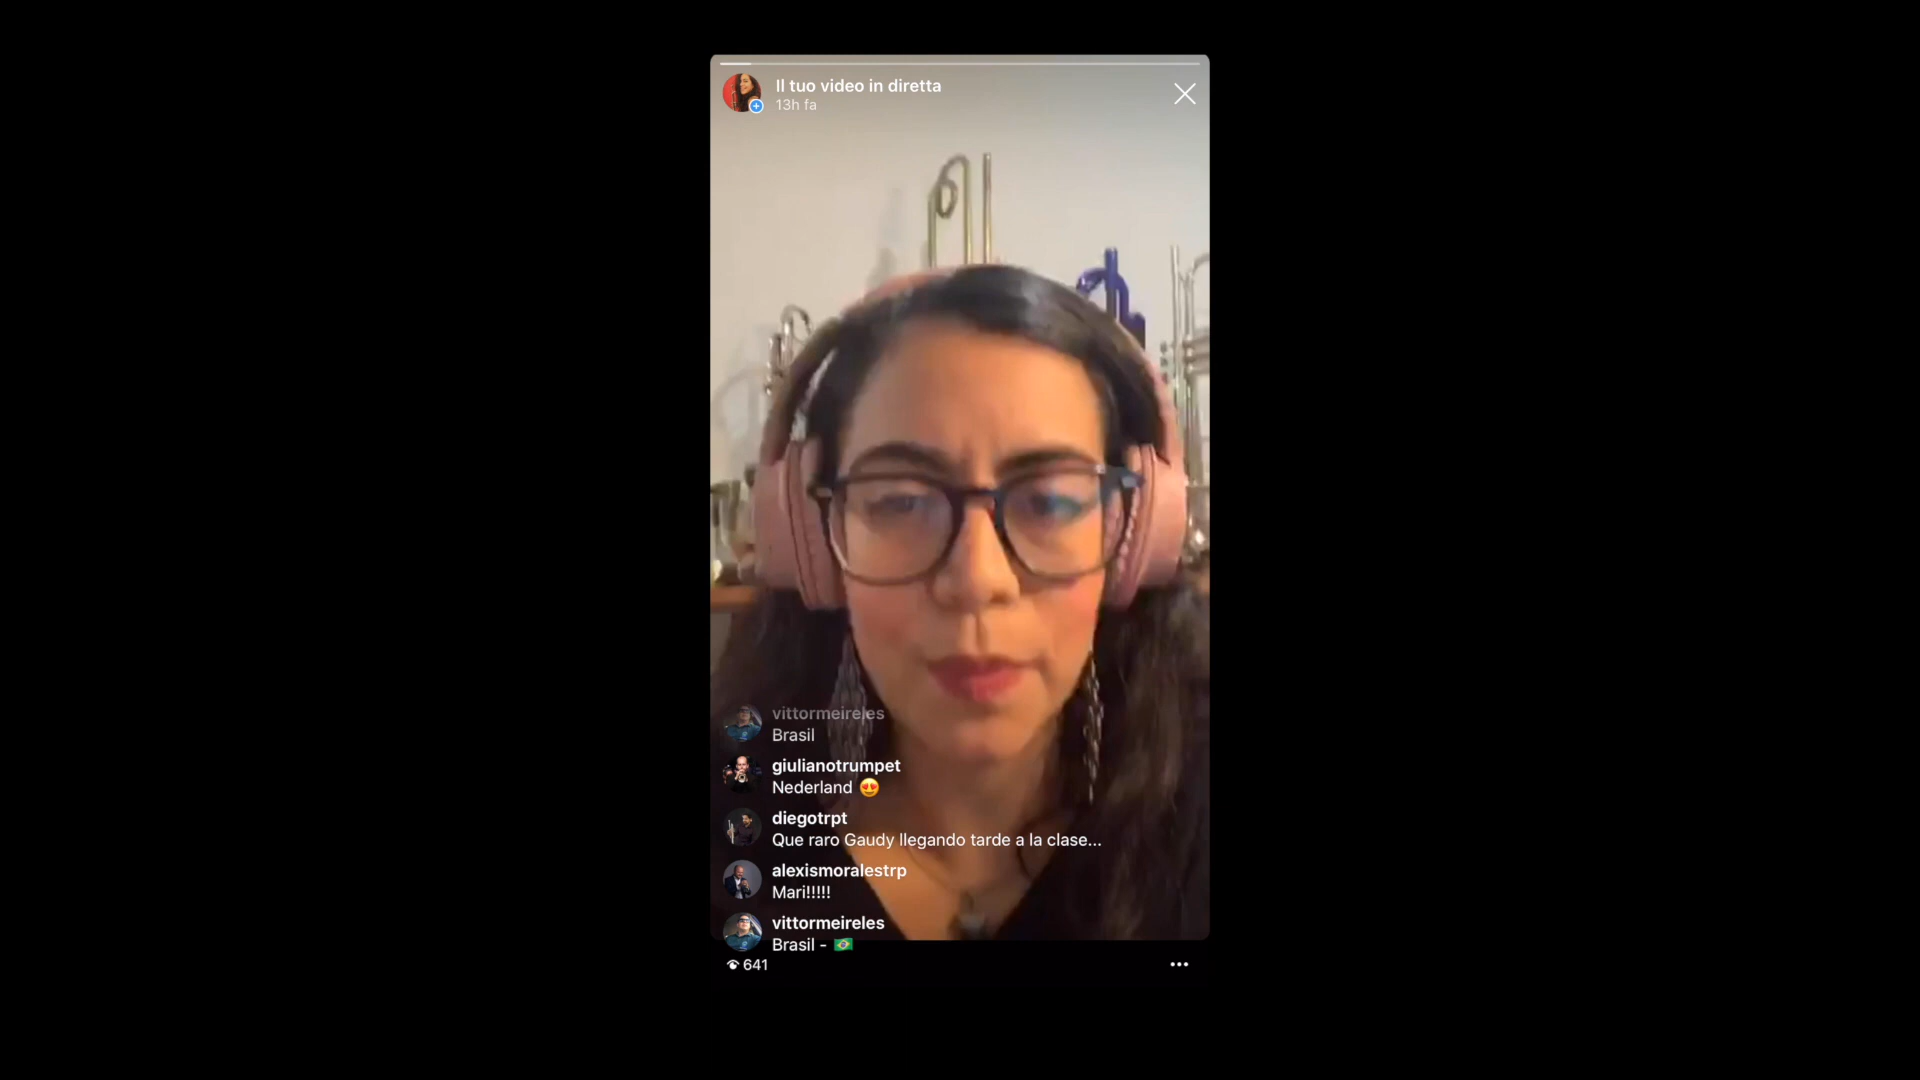 Il tuo video in diretta
13h fa
vittormeireles
Brasil
giulianotrumpet
Nederland 😍
diegotrpt
Que raro Gaudy llegando tarde a la clase...
alexismoralestrp
Mari!!!!!
vittormeireles
Brasil - 🇧🇷
641